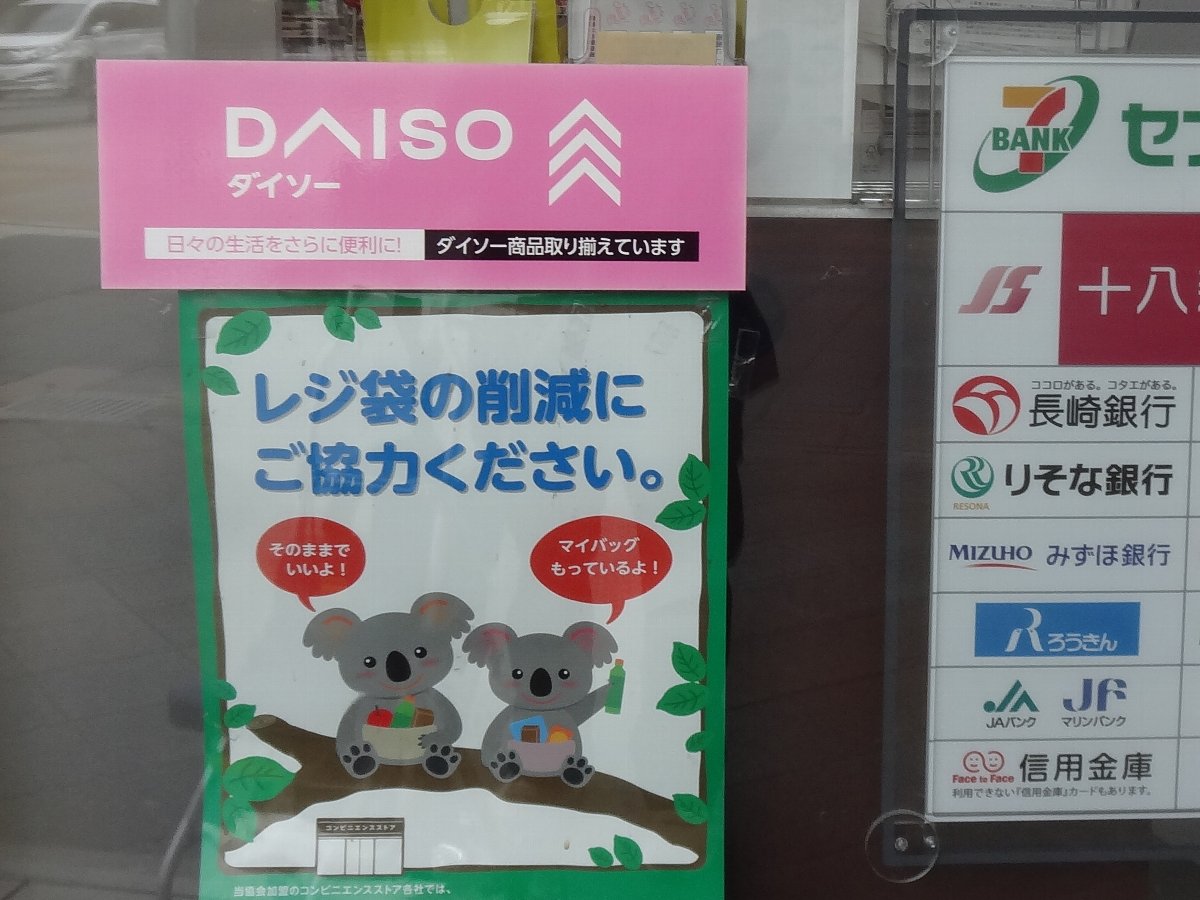 DAISO
ダイソー
日々の生活をさらに便利に!
ダイソー商品取り揃えています
レジ袋の削減に
ご協力ください。
そのままで
いいよ!
マイバッグ
もっているよ!
コンビニエンスストア
当協会加盟のコンビニエンスストア各社では、
7 BANK
セブ
十八
ココロがある。コタエがある。
長崎銀行
RESONA
りそな銀行
MIZUHO みずほ銀行
ろうきん
JAバンク
JF
マリンバンク
Face to Face
信用金庫
利用できない『信用金庫』カードもあります。